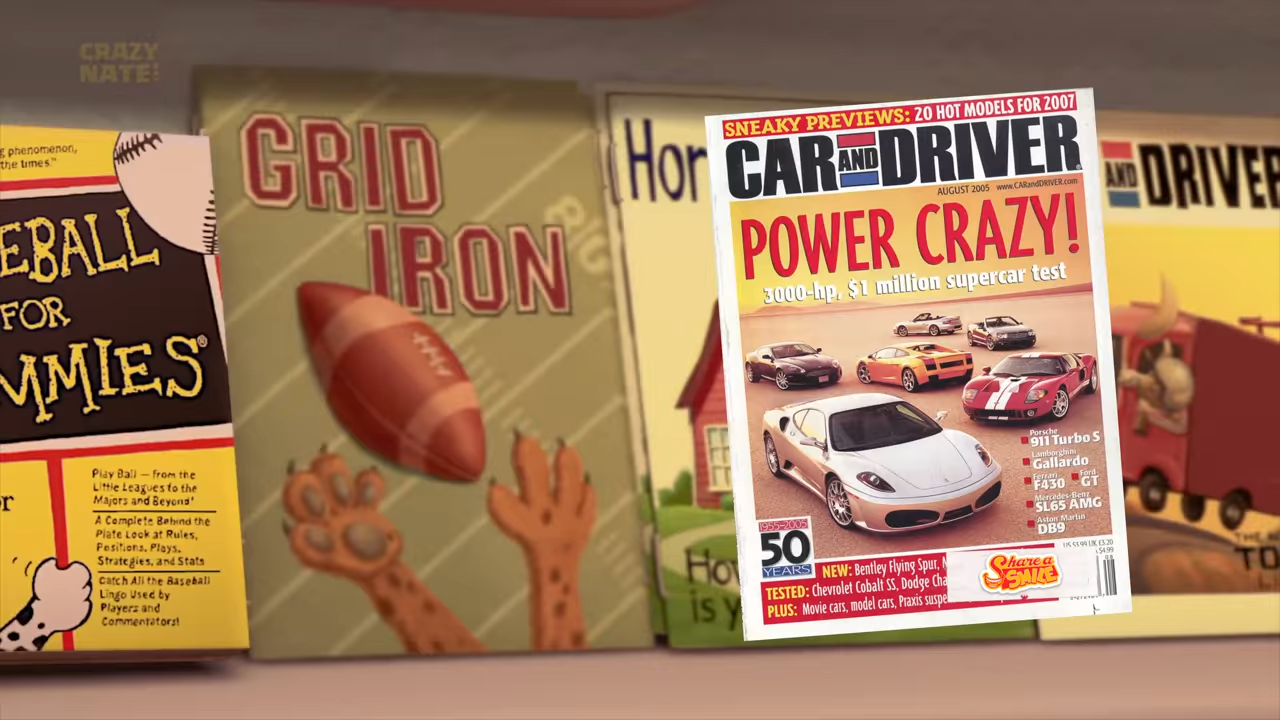 CRAZY
NATE!
g phenomenon,
the times."
EBALL
FOR
MMIES®
Play Ball — from the
Little Leagues to the
Majors and Beyond!
A Complete Behind the
Plate Look at Rules,
Positions, Plays,
Strategies, and Stats
Catch All the Baseball
Lingo Used by
Players and
Commentators!
or
GRID
IRON
Hor
How
is y
SNEAKY PREVIEWS: 20 HOT MODELS FOR 2007
CAR AND DRIVER
AUGUST 2005 www.CARandDRIVER.com
POWER CRAZY!
3000-hp, $1 million supercar test
Porsche
911 Turbo S
Lamborghini
Gallardo
Ferrari Ford
F430 GT
Mercedes-Benz
SL65 AMG
Aston Martin
DB9
1955-2005
50
YEARS
NEW: Bentley Flying Spur, N
TESTED: Chevrolet Cobalt SS, Dodge Cha
PLUS: Movie cars, model cars, Praxis suspe
Share a
SMILE
AND DRIVER
TO